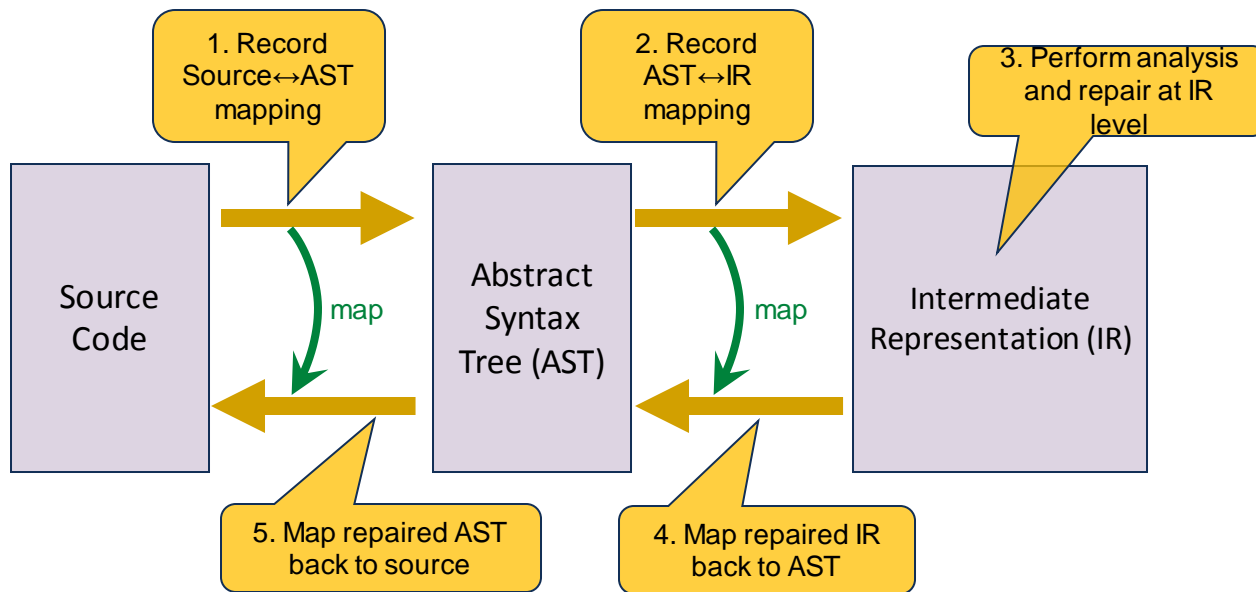 1. Record
Source↔AST
mapping
2. Record
AST↔IR
mapping
3. Perform analysis
and repair at IR
level
Source
Code
map
Abstract
Syntax
Tree (AST)
map
Intermediate
Representation (IR)
5. Map repaired AST
back to source
4. Map repaired IR
back to AST